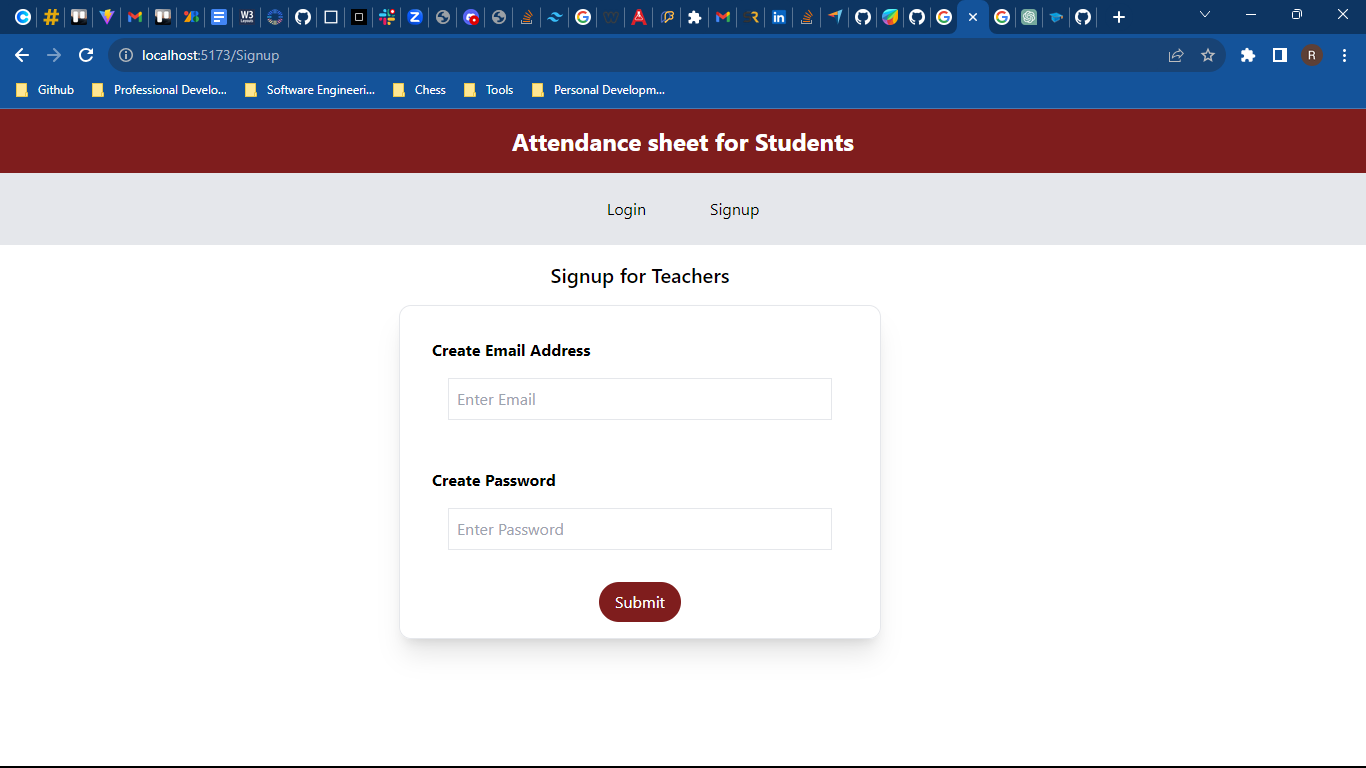 W3
localhost:5173/Signup
R
Github
Professional Develo...
Software Engineeri...
Chess
Tools
Personal Developm...
Attendance sheet for Students
Login Signup
Signup for Teachers
Create Email Address
Enter Email
Create Password
Enter Password
Submit